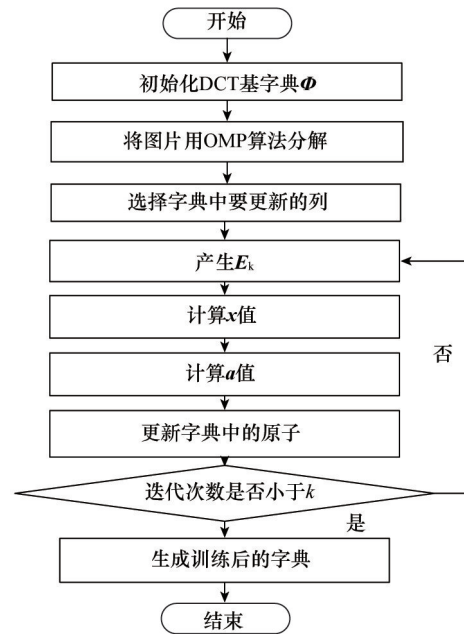 开始
初始化DCT基字典Φ
将图片用OMP算法分解
选择字典中要更新的列
产生Ek
计算x值
否
计算a值
更新字典中的原子
迭代次数是否小于k
是
生成训练后的字典
结束